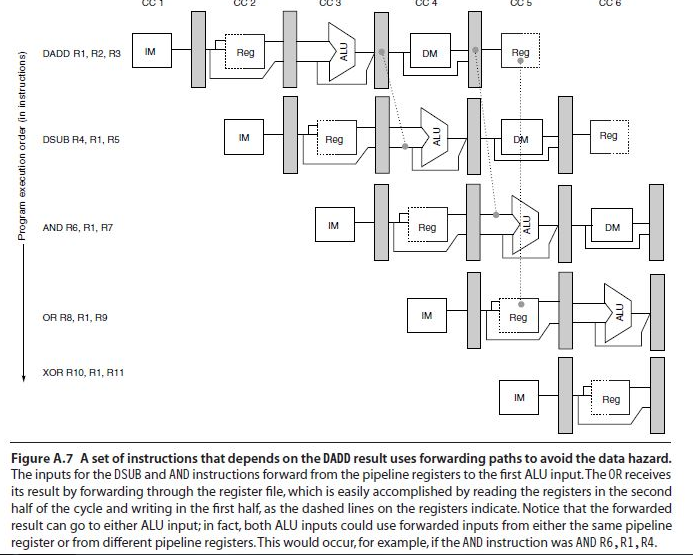 CC 1 CC 2 CC 3 CC 4 CC 5 CC 6
Program execution order (in instructions)
DADD R1, R2, R3
IM
Reg
ALU
DM
Reg
DSUB R4, R1, R5
IM
Reg
ALU
DM
Reg
AND R6, R1, R7
IM
Reg
ALU
DM
OR R8, R1, R9
IM
Reg
ALU
XOR R10, R1, R11
IM
Reg
Figure A.7 A set of instructions that depends on the DADD result uses forwarding paths to avoid the data hazard.
The inputs for the DSUB and AND instructions forward from the pipeline registers to the first ALU input. The OR receives
its result by forwarding through the register file, which is easily accomplished by reading the registers in the second
half of the cycle and writing in the first half, as the dashed lines on the registers indicate. Notice that the forwarded
result can go to either ALU input; in fact, both ALU inputs could use forwarded inputs from either the same pipeline
register or from different pipeline registers. This would occur, for example, if the AND instruction was AND R6,R1,R4.